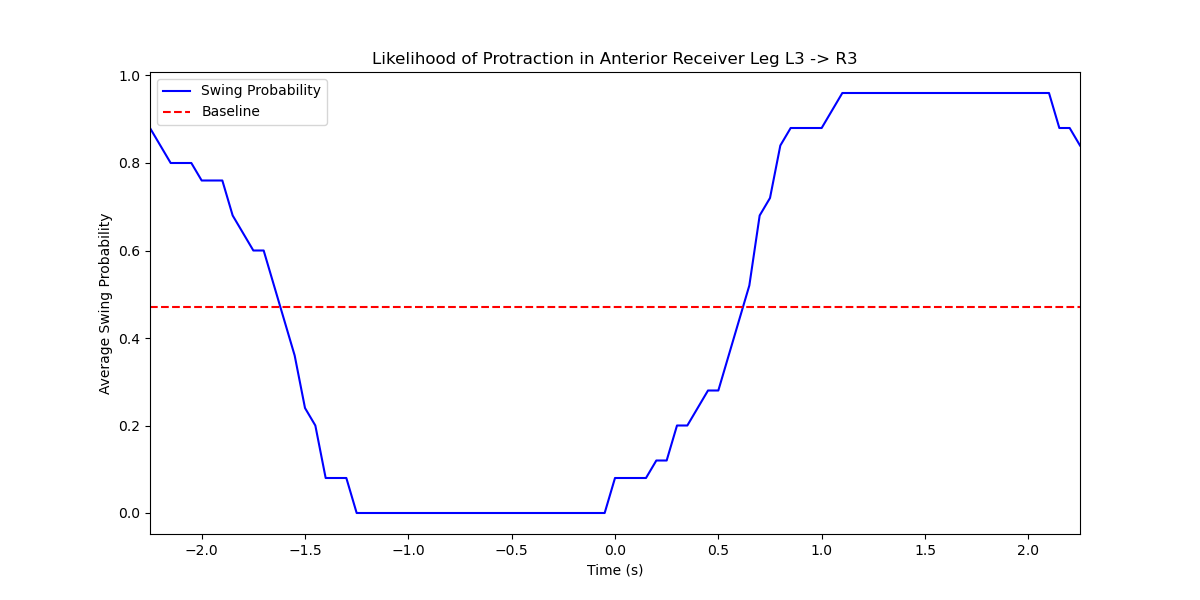 Likelihood of Protraction in Anterior Receiver Leg L3 -> R3
Swing Probability
Baseline
Average Swing Probability
1.0
0.8
0.6
0.4
0.2
0.0
−2.0 −1.5 −1.0 −0.5 0.0 0.5 1.0 1.5 2.0
Time (s)